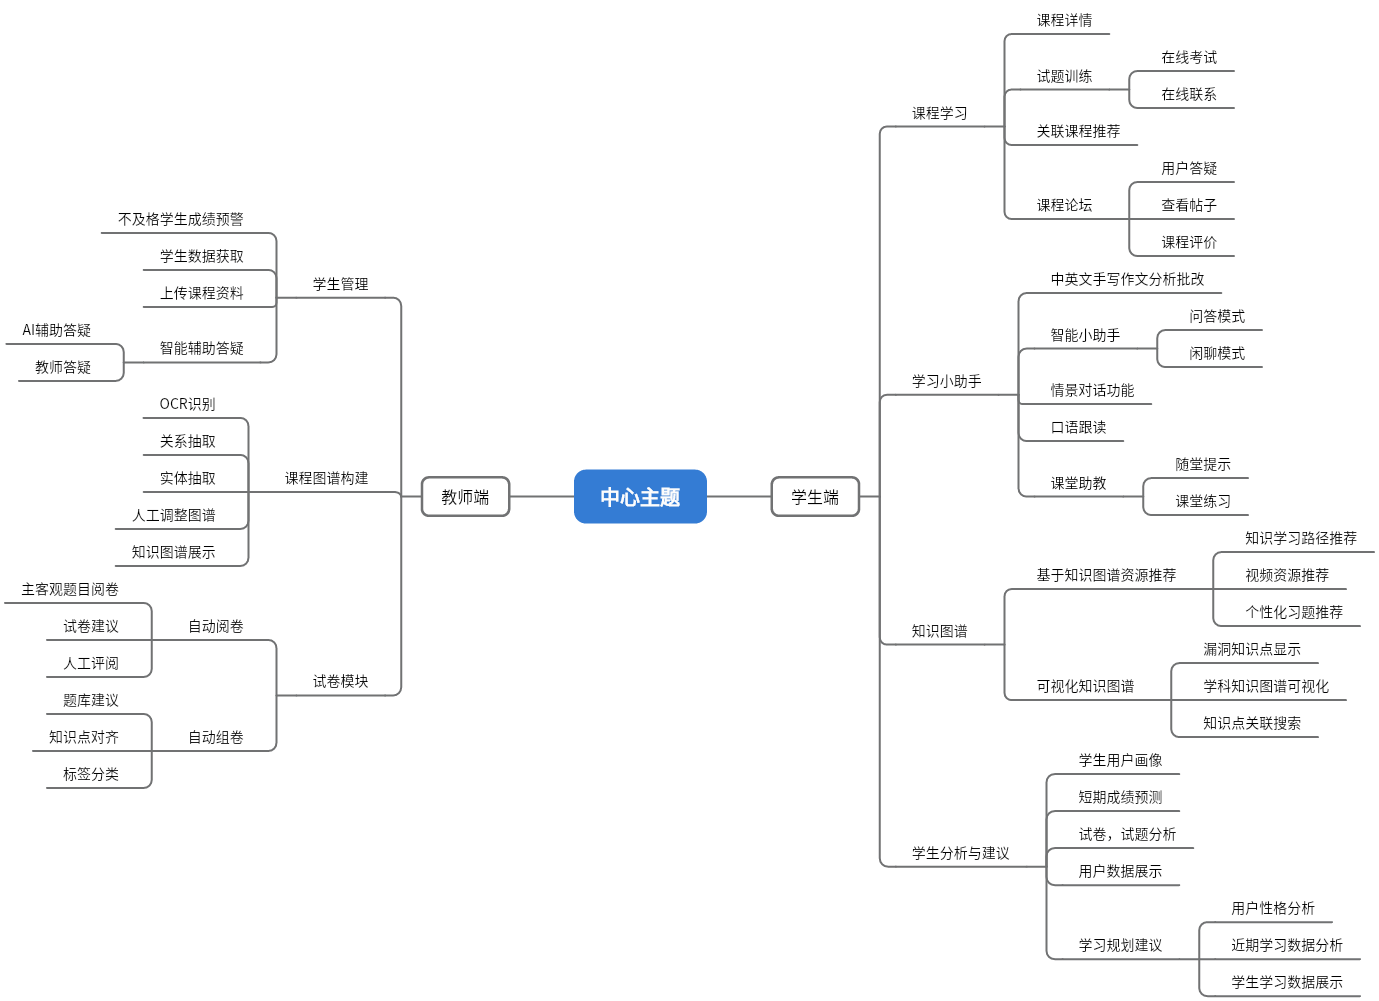 中心主题
教师端
学生管理
不及格学生成绩预警
学生数据获取
上传课程资料
智能辅助答疑
AI辅助答疑
教师答疑
课程图谱构建
OCR识别
关系抽取
实体抽取
人工调整图谱
知识图谱展示
试卷模块
自动阅卷
主客观题目阅卷
试卷建议
人工评阅
自动组卷
题库建议
知识点对齐
标签分类
学生端
课程学习
课程详情
试题训练
在线考试
在线联系
关联课程推荐
课程论坛
用户答疑
查看帖子
课程评价
学习小助手
中英文手写作文分析批改
智能小助手
问答模式
闲聊模式
情景对话功能
口语跟读
课堂助教
随堂提示
课堂练习
知识图谱
基于知识图谱资源推荐
知识学习路径推荐
视频资源推荐
个性化习题推荐
可视化知识图谱
漏洞知识点显示
学科知识图谱可视化
知识点关联搜索
学生分析与建议
学生用户画像
短期成绩预测
试卷，试题分析
用户数据展示
学习规划建议
用户性格分析
近期学习数据分析
学生学习数据展示